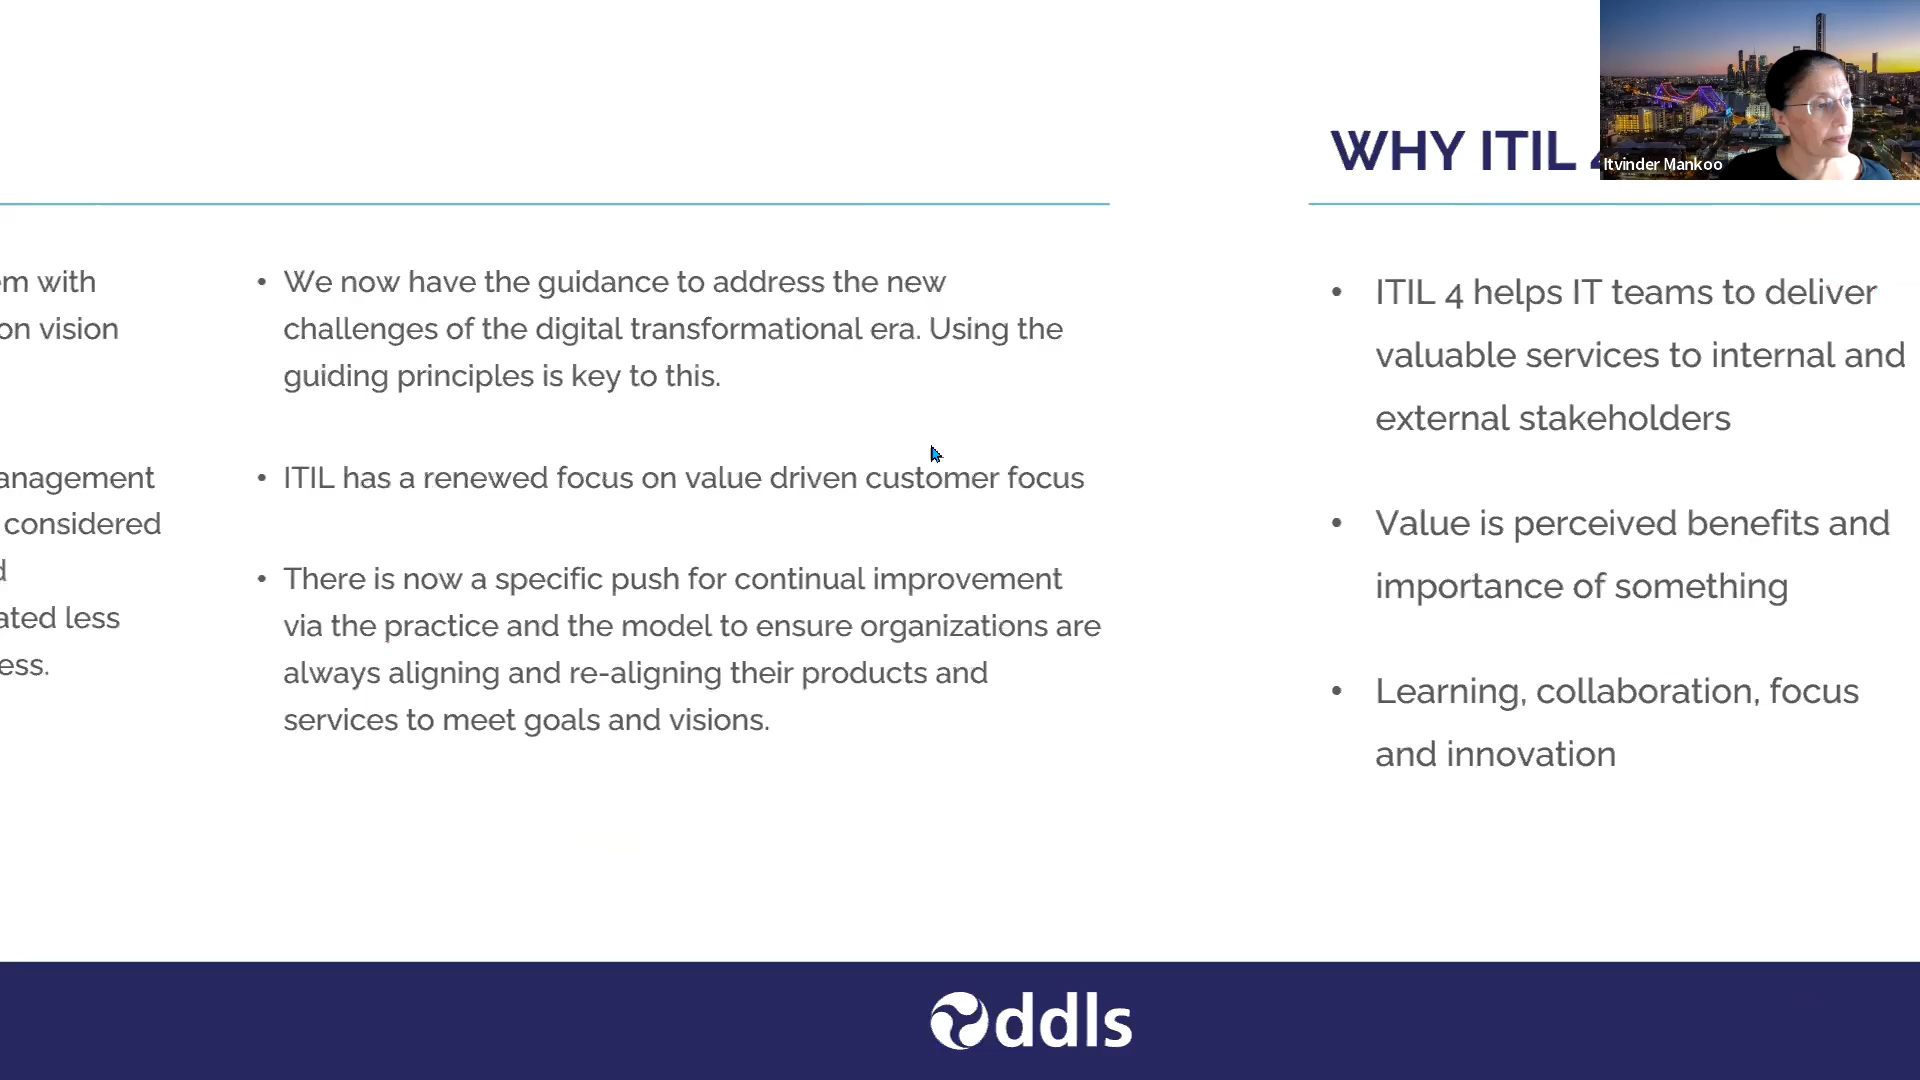 em with
on vision
anagement
considered
d
ated less
ess.
• We now have the guidance to address the new
challenges of the digital transformational era. Using the
guiding principles is key to this.
• ITIL has a renewed focus on value driven customer focus
• There is now a specific push for continual improvement
via the practice and the model to ensure organizations are
always aligning and re-aligning their products and
services to meet goals and visions.
WHY ITIL 4
• ITIL 4 helps IT teams to deliver
valuable services to internal and
external stakeholders
• Value is perceived benefits and
importance of something
• Learning, collaboration, focus
and innovation
Itvinder Mankoo
ddls